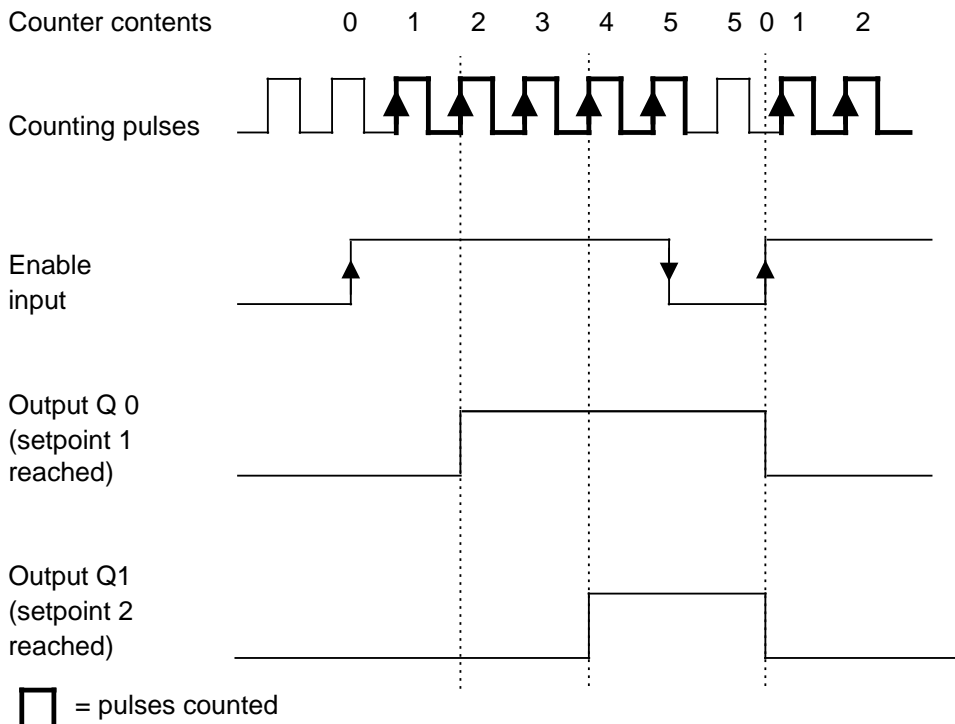 Counter contents 0 1 2 3 4 5 5 0 1 2
Counting pulses
Enable
input
Output Q 0
(setpoint 1
reached)
Output Q1
(setpoint 2
reached)
= pulses counted